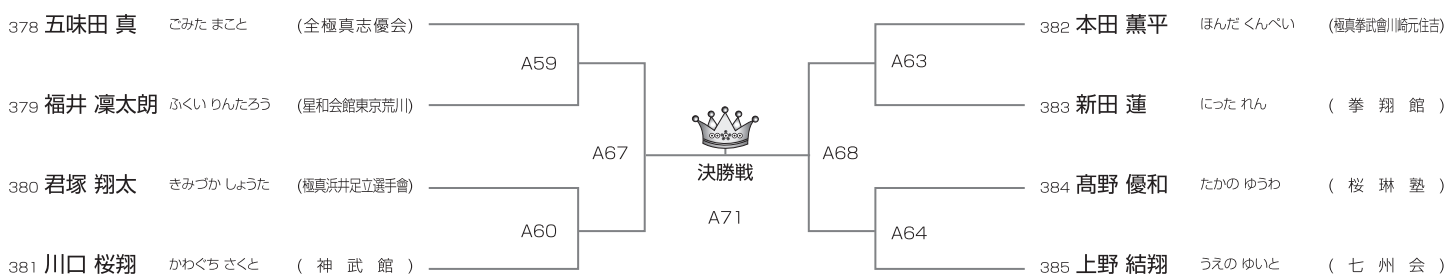 378 五味田 真 ごみた まこと (全極真志優会)
A59
379 福井 凜太朗 ふくい りんたろう (星和会館東京荒川)
A67
380 君塚 翔太 きみづか しょうた (極真浜井足立選手會)
A60
381 川口 桜翔 かわぐち さくと (神武館)
決勝戦
A71
382 本田 薫平 ほんだ くんぺい (極真拳武會川崎元住吉)
A63
383 新田 蓮 にった れん (拳翔館)
A68
384 髙野 優和 たかの ゆうわ (桜琳塾)
A64
385 上野 結翔 うえの ゆいと (七州会)